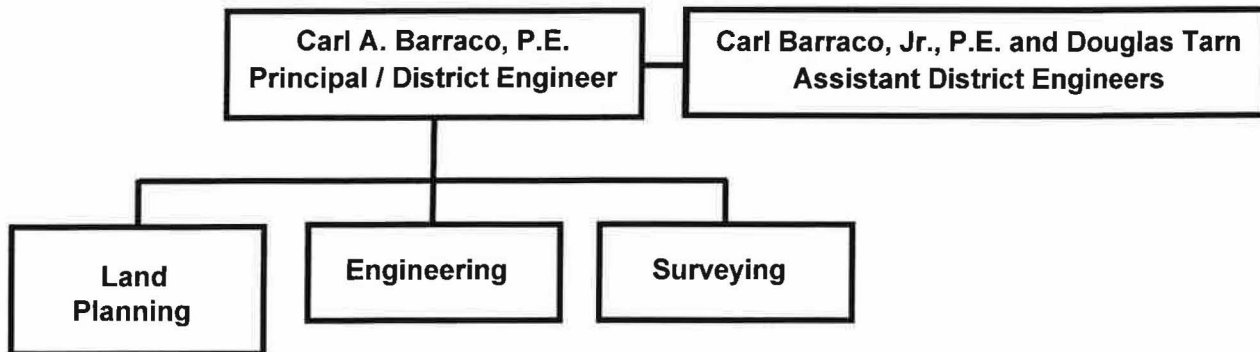 Carl A. Barraco, P.E.
Principal / District Engineer
Carl Barraco, Jr., P.E. and Douglas Tarn
Assistant District Engineers
Land
Planning
Engineering
Surveying